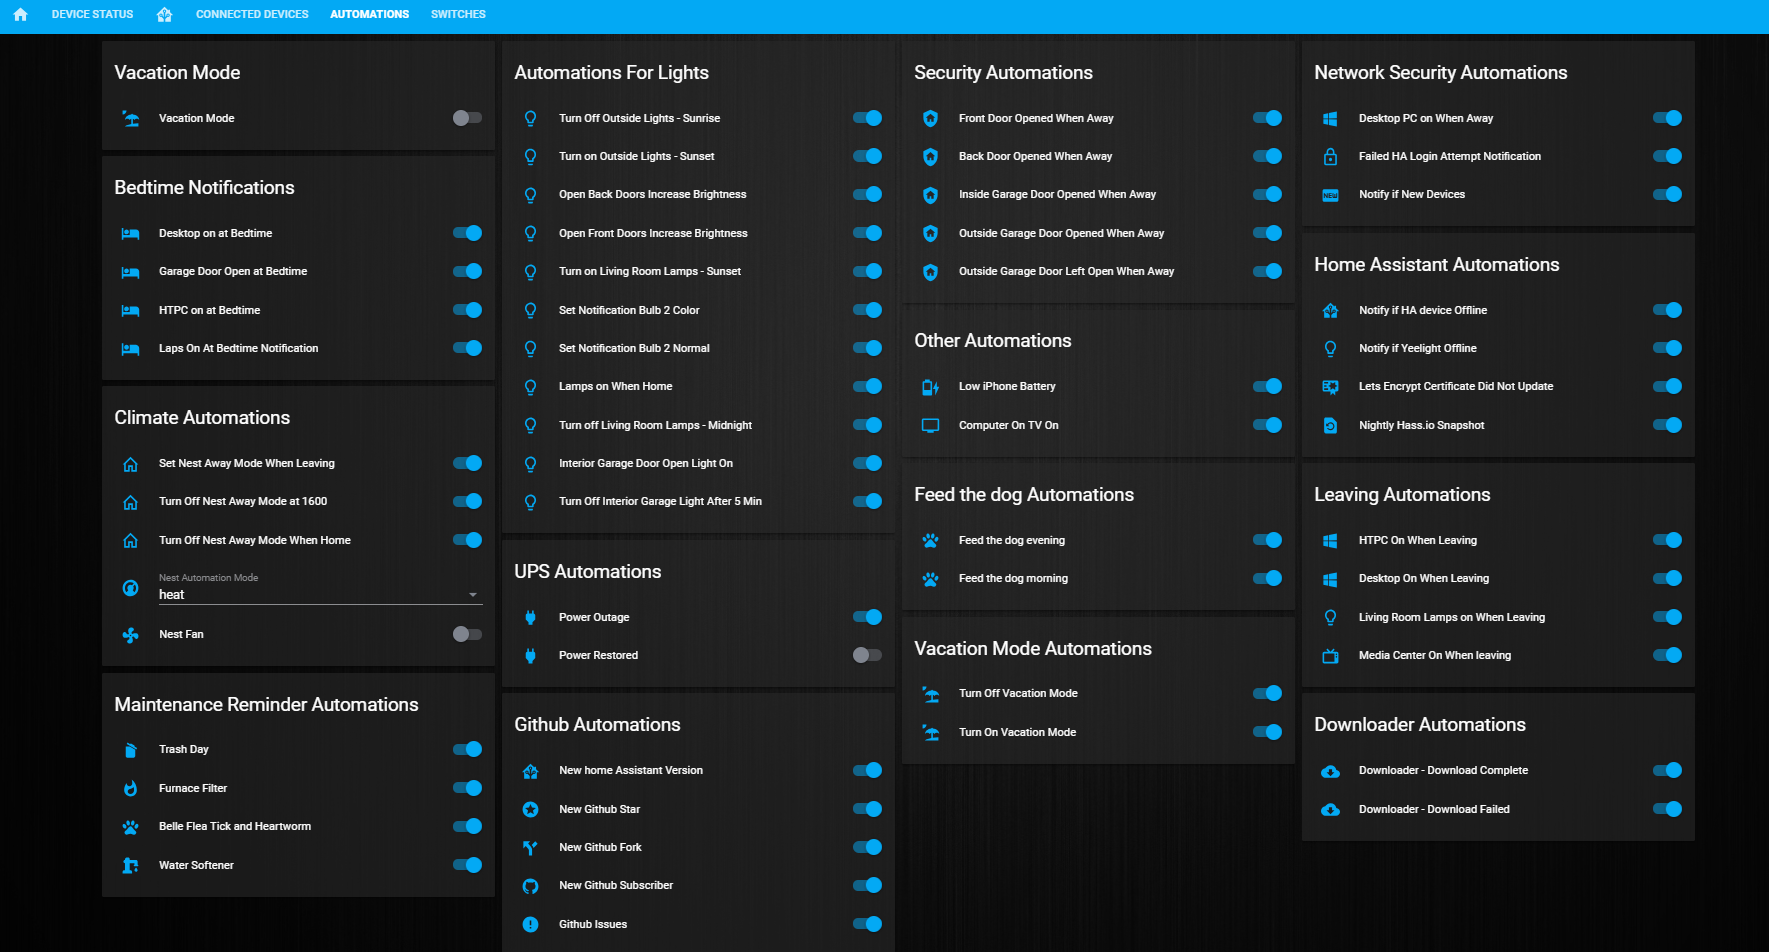 DEVICE STATUS
CONNECTED DEVICES
AUTOMATIONS
SWITCHES
Vacation Mode
Vacation Mode
Bedtime Notifications
Desktop on at Bedtime
Garage Door Open at Bedtime
HTPC on at Bedtime
Laps On At Bedtime Notification
Climate Automations
Set Nest Away Mode When Leaving
Turn Off Nest Away Mode at 1600
Turn Off Nest Away Mode When Home
Nest Automation Mode
heat
Nest Fan
Maintenance Reminder Automations
Trash Day
Furnace Filter
Belle Flea Tick and Heartworm
Water Softener
Automations For Lights
Turn Off Outside Lights - Sunrise
Turn on Outside Lights - Sunset
Open Back Doors Increase Brightness
Open Front Doors Increase Brightness
Turn on Living Room Lamps - Sunset
Set Notification Bulb 2 Color
Set Notification Bulb 2 Normal
Lamps on When Home
Turn off Living Room Lamps - Midnight
Interior Garage Door Open Light On
Turn Off Interior Garage Light After 5 Min
UPS Automations
Power Outage
Power Restored
Github Automations
New home Assistant Version
New Github Star
New Github Fork
New Github Subscriber
Github Issues
Security Automations
Front Door Opened When Away
Back Door Opened When Away
Inside Garage Door Opened When Away
Outside Garage Door Opened When Away
Outside Garage Door Left Open When Away
Other Automations
Low iPhone Battery
Computer On TV On
Feed the dog Automations
Feed the dog evening
Feed the dog morning
Vacation Mode Automations
Turn Off Vacation Mode
Turn On Vacation Mode
Network Security Automations
Desktop PC on When Away
Failed HA Login Attempt Notification
NEW
Notify if New Devices
Home Assistant Automations
Notify if HA device Offline
Notify if Yeelight Offline
Lets Encrypt Certificate Did Not Update
Nightly Hass.io Snapshot
Leaving Automations
HTPC On When Leaving
Desktop On When Leaving
Living Room Lamps on When Leaving
Media Center On When leaving
Downloader Automations
Downloader - Download Complete
Downloader - Download Failed